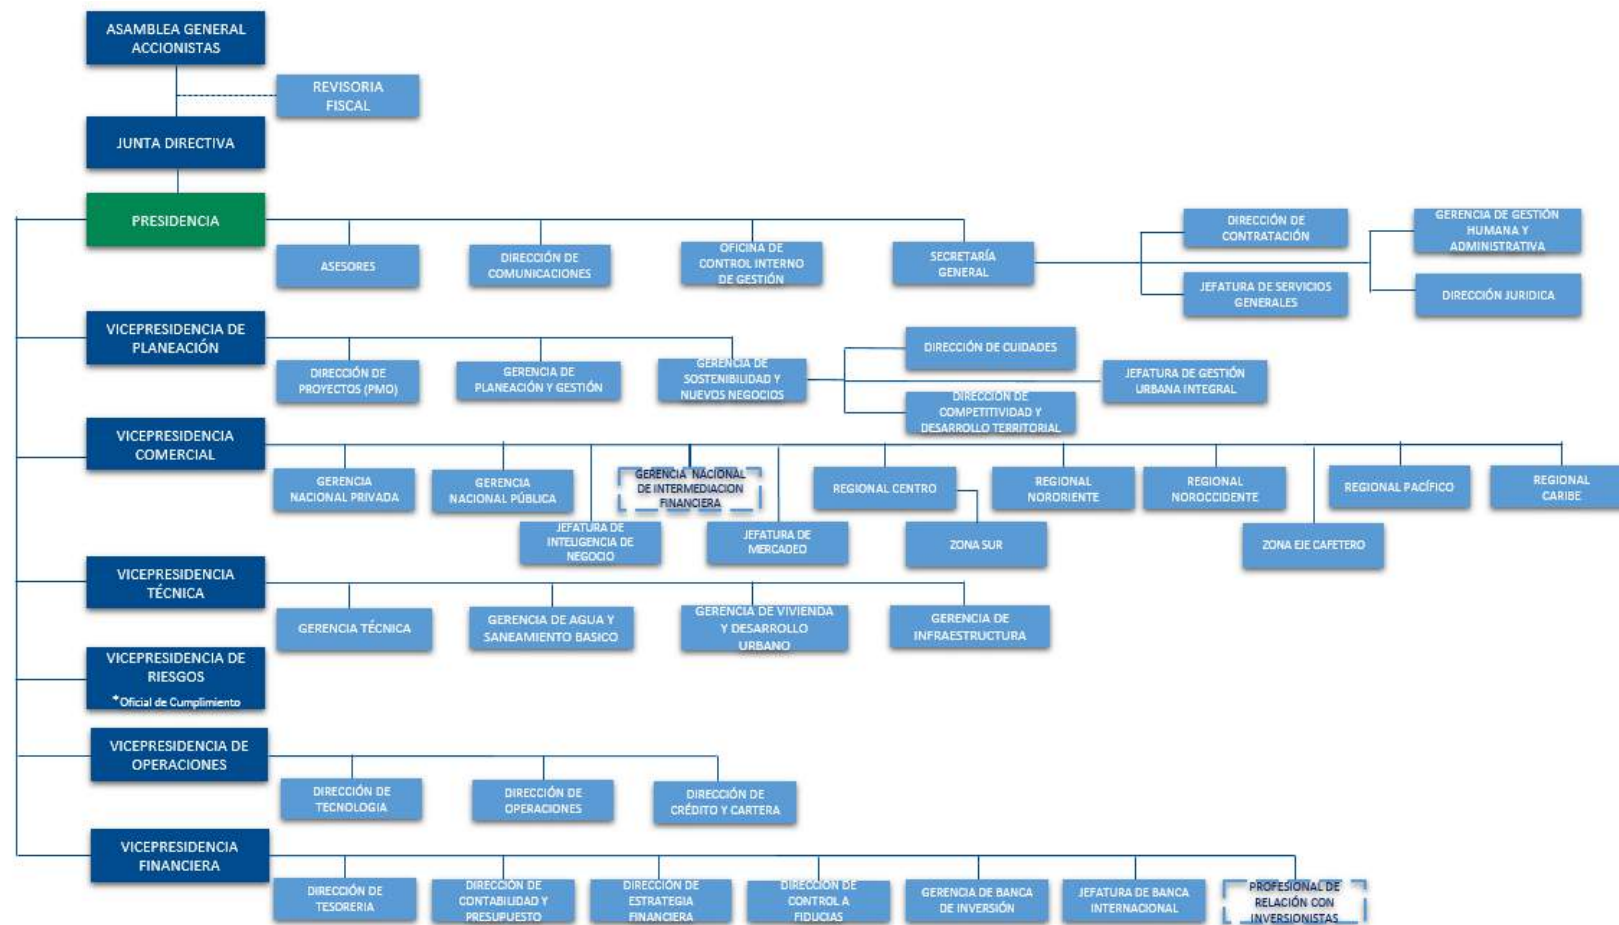 ASAMBLEA GENERAL
ACCIONISTAS
REVISORIA
FISCAL
JUNTA DIRECTIVA
PRESIDENCIA
ASESORES
DIRECCIÓN DE
COMUNICACIONES
OFICINA DE
CONTROL INTERNO
DE GESTIÓN
SECRETARÍA
GENERAL
DIRECCIÓN DE
CONTRATACIÓN
GERENCIA DE GESTIÓN
HUMANA Y
ADMINISTRATIVA
JEFATURA DE SERVICIOS
GENERALES
DIRECCIÓN JURIDICA
VICEPRESIDENCIA DE
PLANEACIÓN
DIRECCIÓN DE
PROYECTOS (PMO)
GERENCIA DE
PLANEACIÓN Y GESTIÓN
GERENCIA DE
SOSTENIBILIDAD Y
NUEVOS NEGOCIOS
DIRECCIÓN DE CUIDADES
JEFATURA DE GESTIÓN
URBANA INTEGRAL
DIRECCIÓN DE
COMPETITIVIDAD Y
DESARROLLO TERRITORIAL
VICEPRESIDENCIA
COMERCIAL
GERENCIA
NACIONAL PRIVADA
GERENCIA
NACIONAL PÚBLICA
GERENCIA NACIONAL
DE INTERMEDIACION
FINANCIERA
REGIONAL CENTRO
REGIONAL
NORORIENTE
REGIONAL
NOROCCIDENTE
REGIONAL PACÍFICO
REGIONAL
CARIBE
JEFATURA DE
INTELIGENCIA DE
NEGOCIO
JEFATURA DE
MERCADEO
ZONA SUR
ZONA EJE CAFETERO
VICEPRESIDENCIA
TÉCNICA
GERENCIA TÉCNICA
GERENCIA DE AGUA Y
SANEAMIENTO BASICO
GERENCIA DE VIVIENDA
Y DESARROLLO
URBANO
GERENCIA DE
INFRAESTRUCTURA
VICEPRESIDENCIA DE
RIESGOS
*Oficial de Cumplimiento
VICEPRESIDENCIA DE
OPERACIONES
DIRECCIÓN DE
TECNOLOGIA
DIRECCIÓN DE
OPERACIONES
DIRECCIÓN DE
CRÉDITO Y CARTERA
VICEPRESIDENCIA
FINANCIERA
DIRECCIÓN DE
TESORERIA
DIRECCIÓN DE
CONTABILIDAD Y
PRESUPUESTO
DIRECCIÓN DE
ESTRATEGIA
FINANCIERA
DIRECCIÓN DE
CONTROL A
FIDUCIAS
GERENCIA DE BANCA
DE INVERSIÓN
JEFATURA DE BANCA
INTERNACIONAL
PROFESIONAL DE
RELACIÓN CON
INVERSIONISTAS